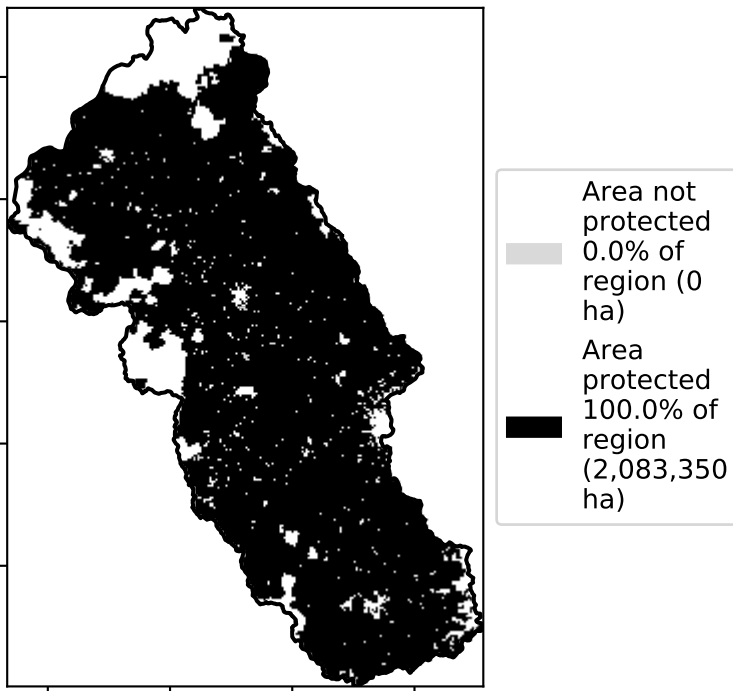 Area not
protected
0.0% of
region (0
ha)
Area
protected
100.0% of
region
(2,083,350
ha)